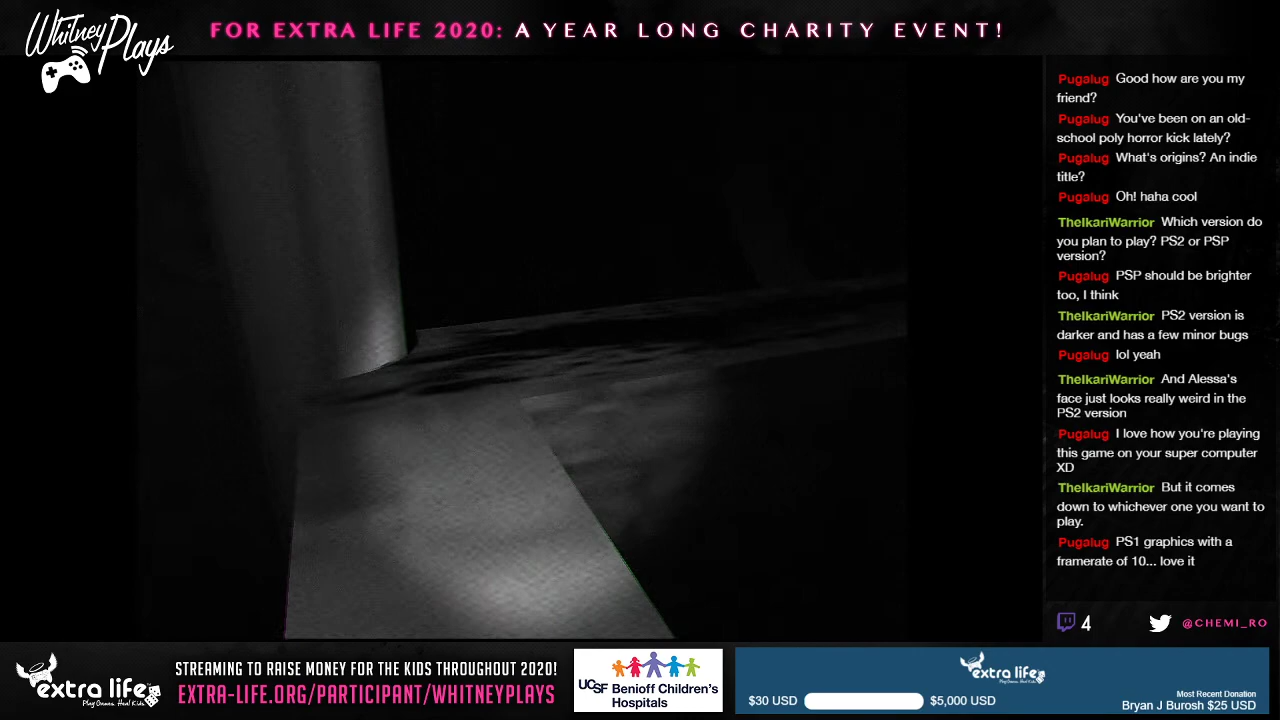 Whitney Plays
FOR EXTRA LIFE 2020: A YEAR LONG CHARITY EVENT!
Pugalug Good how are you my
friend?
Pugalug You've been on an old-
school poly horror kick lately?
Pugalug What's origins? An indie
title?
Pugalug Oh! haha cool
TheIkariWarrior Which version do
you plan to play? PS2 or PSP
version?
Pugalug PSP should be brighter
too, I think
TheIkariWarrior PS2 version is
darker and has a few minor bugs
Pugalug lol yeah
TheIkariWarrior And Alessa's
face just looks really weird in the
PS2 version
Pugalug I love how you're playing
this game on your super computer
XD
TheIkariWarrior But it comes
down to whichever one you want to
play.
Pugalug PS1 graphics with a
framerate of 10... love it
4
@CHEMI_RO
extra life
Play Games. Heal Kids.
STREAMING TO RAISE MONEY FOR THE KIDS THROUGHOUT 2020!
EXTRA-LIFE.ORG/PARTICIPANT/WHITNEYPLAYS
UCSF Benioff Children's
Hospitals
extra life
Play Games. Heal Kids.
$30 USD
$5,000 USD
Most Recent Donation
Bryan J Burosh $25 USD